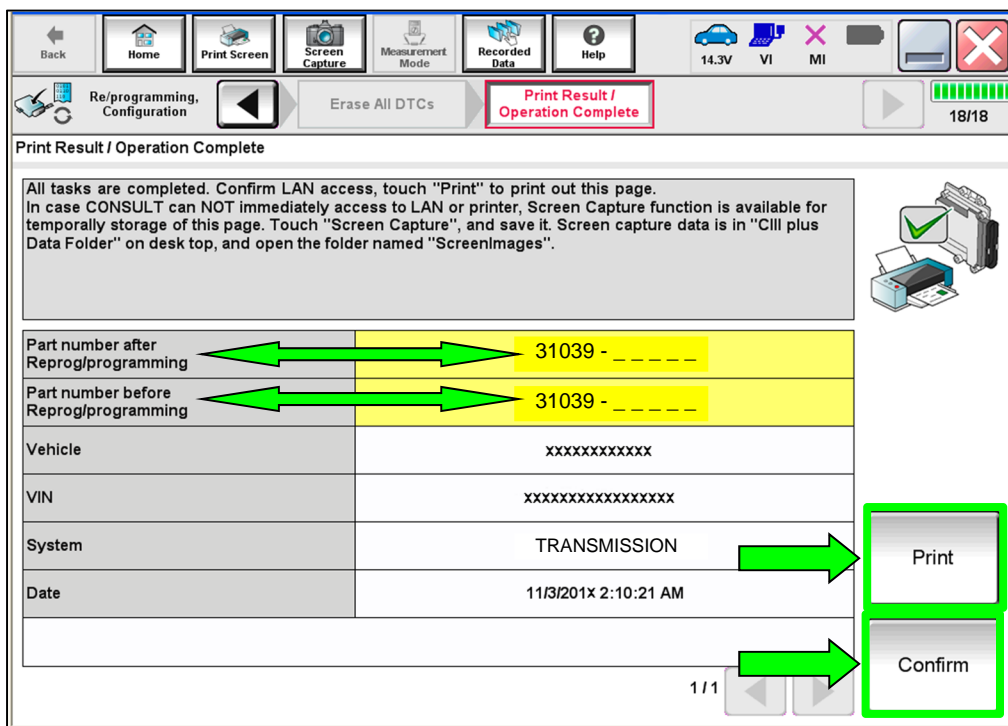 Back
Home
Print Screen
Screen
Capture
Measurement
Mode
Recorded
Data
?
Help
14.3V
VI
MI
Re/programming,
Configuration
Erase All DTCs
Print Result /
Operation Complete
18/18
Print Result / Operation Complete
All tasks are completed. Confirm LAN access, touch "Print" to print out this page.
In case CONSULT can NOT immediately access to LAN or printer, Screen Capture function is available for
temporally storage of this page. Touch "Screen Capture", and save it. Screen capture data is in "CIII plus
Data Folder" on desk top, and open the folder named "ScreenImages".
Part number after
Reprog/programming
31039 - _ _ _ _ _
Part number before
Reprog/programming
31039 - _ _ _ _ _
Vehicle
xxxxxxxxxxxx
VIN
xxxxxxxxxxxxxxxxx
System
TRANSMISSION
Date
11/3/201x 2:10:21 AM
Print
Confirm
1/1